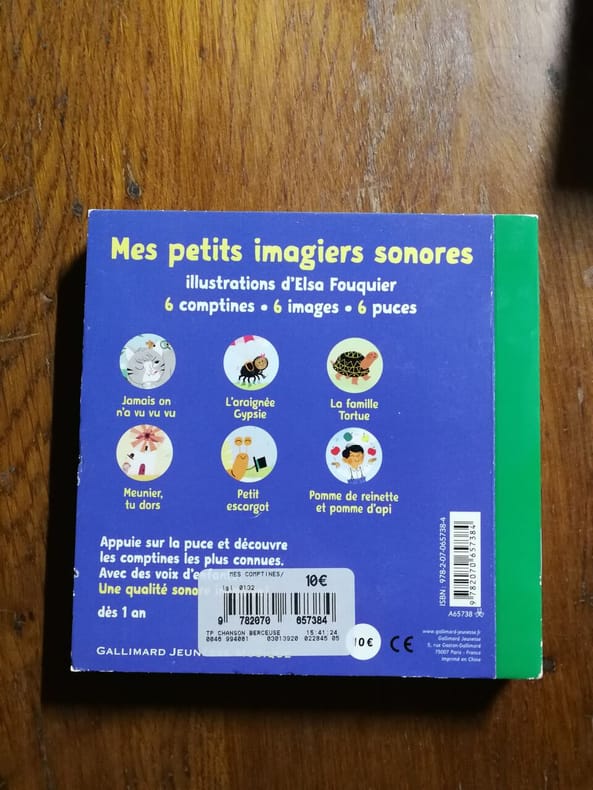 Mes petits imagiers sonores
illustrations d'Elsa Fouquier
6 comptines • 6 images • 6 puces
Jamais on
n'a vu vu vu
L'araignée
Gypsie
La famille
Tortue
Meunier,
tu dors
Petit
escargot
Pomme de reinette
et pomme d'api
Appuie sur la puce et découvre
les comptines les plus connues.
Avec des voix
Une qualité sonore
dès 1 an
MES COMPTINES/
10€
lgl 0132
9 782070 657384
TP CHANSON BERCEUSE 15:41:24
0046 994081 03013920 022845 05
10 €
CE
GALLIMARD
ISBN : 978-2-07-065738-4
9 782070 657384
A65738
www.gallimard-jeunesse.fr
Gallimard Jeunesse
5, rue Gaston-Gallimard
75007 Paris - France
Imprimé en Chine